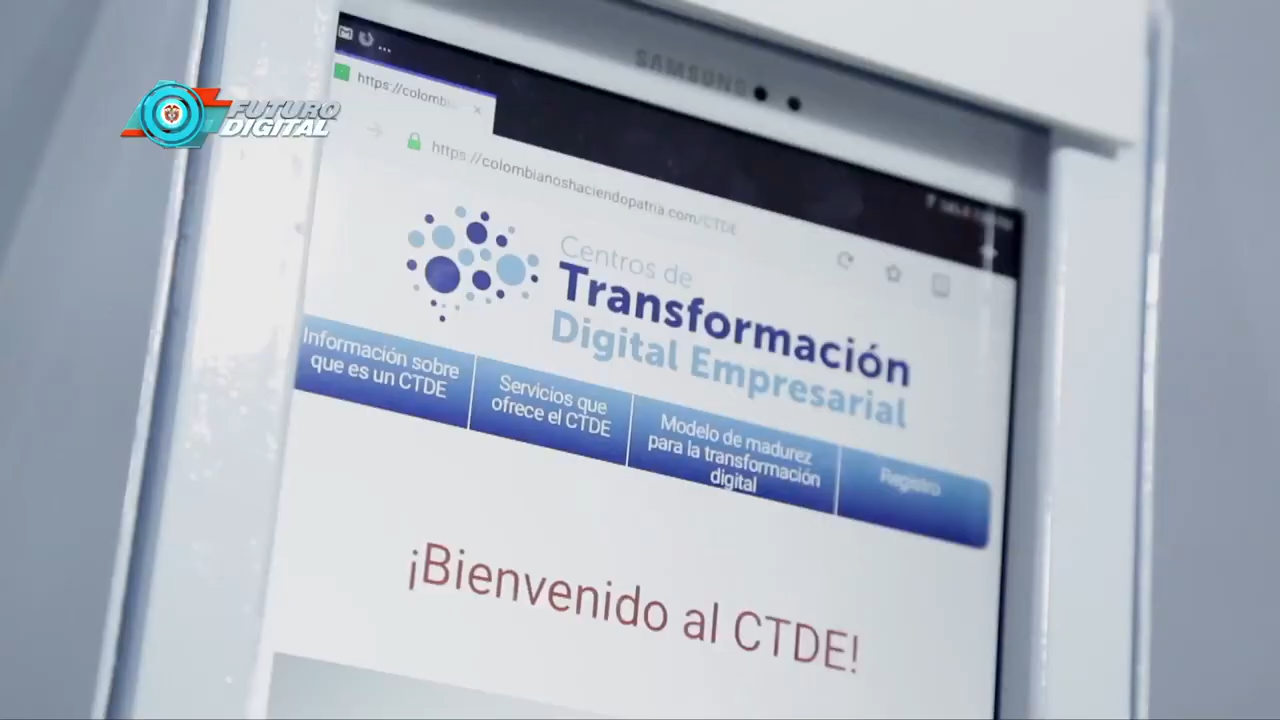 FUTURO
DIGITAL
SAMSUNG
https://colombi
https://colombianoshaciendopatria.com/CTDE
Centros de
Transformación
Digital Empresarial
Información sobre
que es un CTDE
Servicios que
ofrece el CTDE
Modelo de madurez
para la transformación
digital
Registro
¡Bienvenido al CTDE!